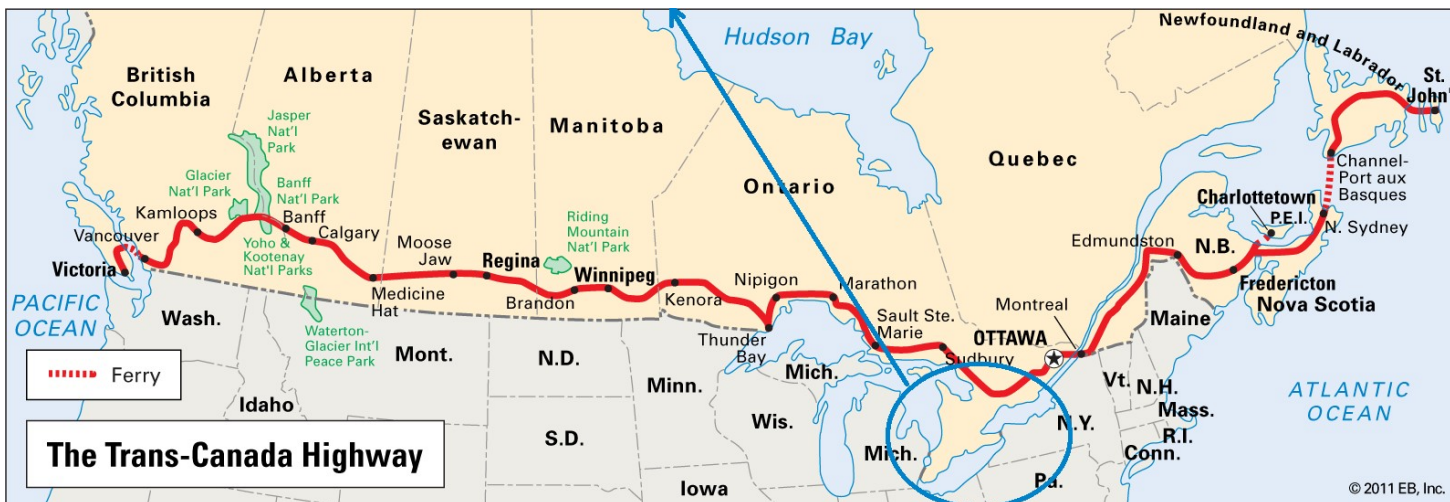 Hudson Bay
Newfoundland and Labrador
St.
John'
British
Columbia
Alberta
Saskatch-
ewan
Manitoba
Ontario
Quebec
Jasper
Nat'l
Park
Glacier
Nat'l Park
Banff
Nat'l Park
Yoho &
Kootenay
Nat'l Parks
Riding
Mountain
Nat'l Park
Waterton-
Glacier Int'l
Peace Park
Channel-
Port aux
Basques
Charlottetown
P.E.I.
N. Sydney
Kamloops
Vancouver
Victoria
Banff
Calgary
Medicine
Hat
Moose
Jaw
Regina
Brandon
Winnipeg
Kenora
Thunder
Bay
Nipigon
Marathon
Sault Ste.
Marie
Sudbury
OTTAWA
Montreal
Edmundston
N.B.
Fredericton
Nova Scotia
PACIFIC
OCEAN
Wash.
Mont.
Idaho
N.D.
S.D.
Minn.
Iowa
Wis.
Mich.
Mich.
N.Y.
Pa.
Vt.
N.H.
Maine
Mass.
R.I.
Conn.
ATLANTIC
OCEAN
Ferry
The Trans-Canada Highway
© 2011 EB, Inc.